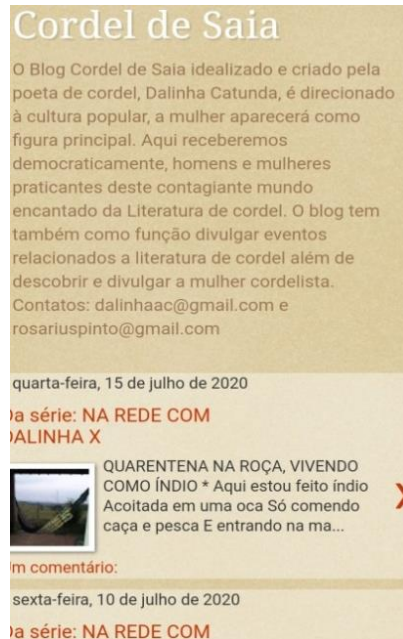 Cordel de Saia
O Blog Cordel de Saia idealizado e criado pela
poeta de cordel, Dalinha Catunda, é direcionado
à cultura popular, a mulher aparecerá como
figura principal. Aqui receberemos
democraticamente, homens e mulheres
praticantes deste contagiante mundo
encantado da Literatura de cordel. O blog tem
também como função divulgar eventos
relacionados a literatura de cordel além de
descobrir e divulgar a mulher cordelista.
Contatos: dalinhaac@gmail.com e
rosariuspinto@gmail.com
quarta-feira, 15 de julho de 2020
Da série: NA REDE COM
DALINHA X
QUARENTENA NA ROÇA, VIVENDO
COMO ÍNDIO * Aqui estou feito índio
Acoitada em uma oca Só comendo
caça e pesca E entrando na ma...
Um comentário:
sexta-feira, 10 de julho de 2020
Da série: NA REDE COM